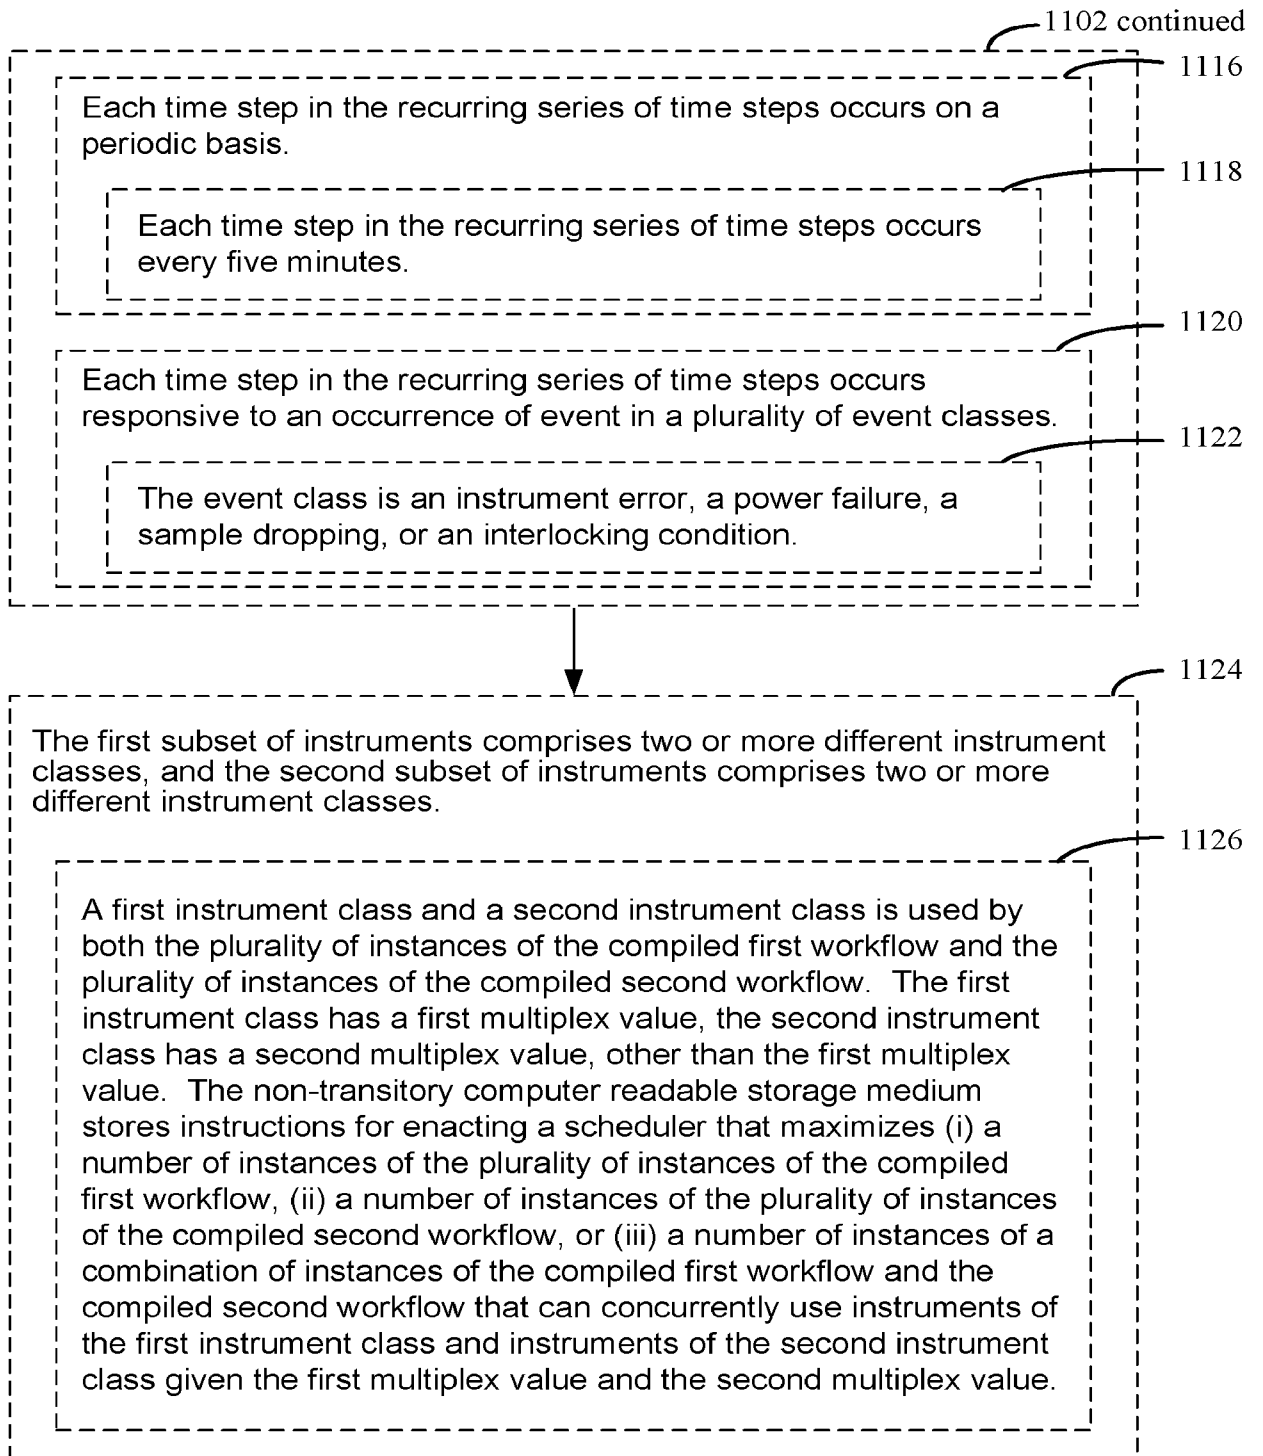 1102 continued
1116
Each time step in the recurring series of time steps occurs on a
periodic basis.
1118
Each time step in the recurring series of time steps occurs
every five minutes.
1120
Each time step in the recurring series of time steps occurs
responsive to an occurrence of event in a plurality of event classes.
1122
The event class is an instrument error, a power failure, a
sample dropping, or an interlocking condition.
1124
The first subset of instruments comprises two or more different instrument
classes, and the second subset of instruments comprises two or more
different instrument classes.
1126
A first instrument class and a second instrument class is used by
both the plurality of instances of the compiled first workflow and the
plurality of instances of the compiled second workflow.  The first
instrument class has a first multiplex value, the second instrument
class has a second multiplex value, other than the first multiplex
value.  The non-transitory computer readable storage medium
stores instructions for enacting a scheduler that maximizes (i) a
number of instances of the plurality of instances of the compiled
first workflow, (ii) a number of instances of the plurality of instances
of the compiled second workflow, or (iii) a number of instances of a
combination of instances of the compiled first workflow and the
compiled second workflow that can concurrently use instruments of
the first instrument class and instruments of the second instrument
class given the first multiplex value and the second multiplex value.